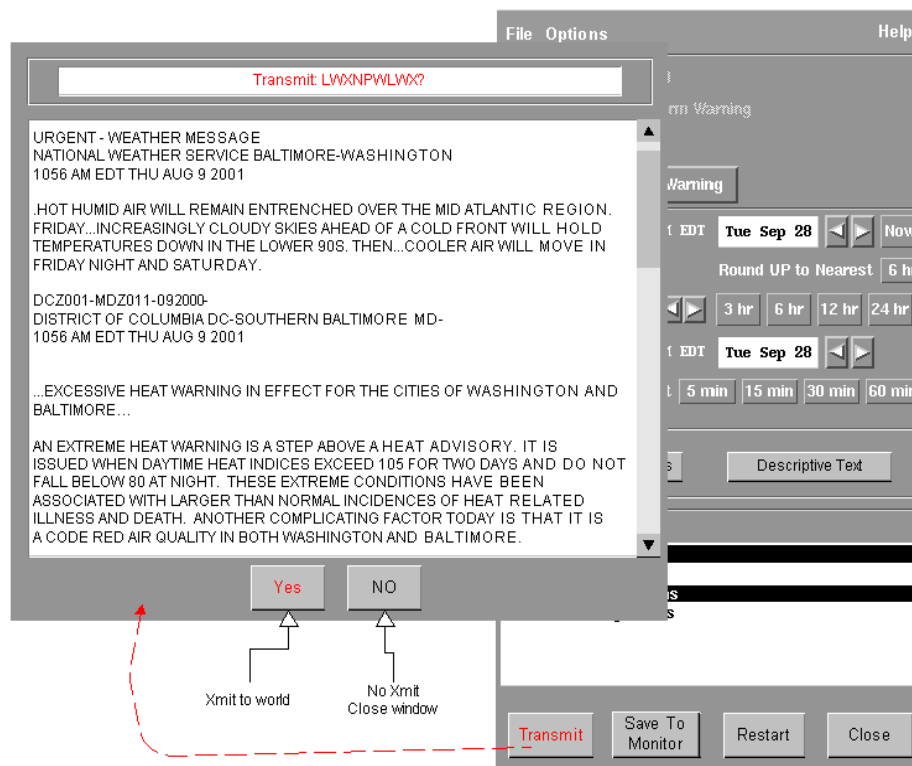 File Options Help
Transmit: LWXNPWLWX?
URGENT - WEATHER MESSAGE
NATIONAL WEATHER SERVICE BALTIMORE-WASHINGTON
1056 AM EDT THU AUG 9 2001
.HOT HUMID AIR WILL REMAIN ENTRENCHED OVER THE MID ATLANTIC REGION.
FRIDAY...INCREASINGLY CLOUDY SKIES AHEAD OF A COLD FRONT WILL HOLD
TEMPERATURES DOWN IN THE LOWER 90S. THEN...COOLER AIR WILL MOVE IN
FRIDAY NIGHT AND SATURDAY.
DCZ001-MDZ011-092000-
DISTRICT OF COLUMBIA DC-SOUTHERN BALTIMORE MD-
1056 AM EDT THU AUG 9 2001
...EXCESSIVE HEAT WARNING IN EFFECT FOR THE CITIES OF WASHINGTON AND
BALTIMORE...
AN EXTREME HEAT WARNING IS A STEP ABOVE A HEAT ADVISORY. IT IS
ISSUED WHEN DAYTIME HEAT INDICES EXCEED 105 FOR TWO DAYS AND DO NOT
FALL BELOW 80 AT NIGHT. THESE EXTREME CONDITIONS HAVE BEEN
ASSOCIATED WITH LARGER THAN NORMAL INCIDENCES OF HEAT RELATED
ILLNESS AND DEATH. ANOTHER COMPLICATING FACTOR TODAY IS THAT IT IS
A CODE RED AIR QUALITY IN BOTH WASHINGTON AND BALTIMORE.
Yes NO
Xmit to world
No Xmit
Close window
Warning
Warning
EDT Tue Sep 28 Now
Round UP to Nearest 6 hr
3 hr 6 hr 12 hr 24 hr
EDT Tue Sep 28
5 min 15 min 30 min 60 min
Descriptive Text
Transmit
Save To
Monitor
Restart
Close